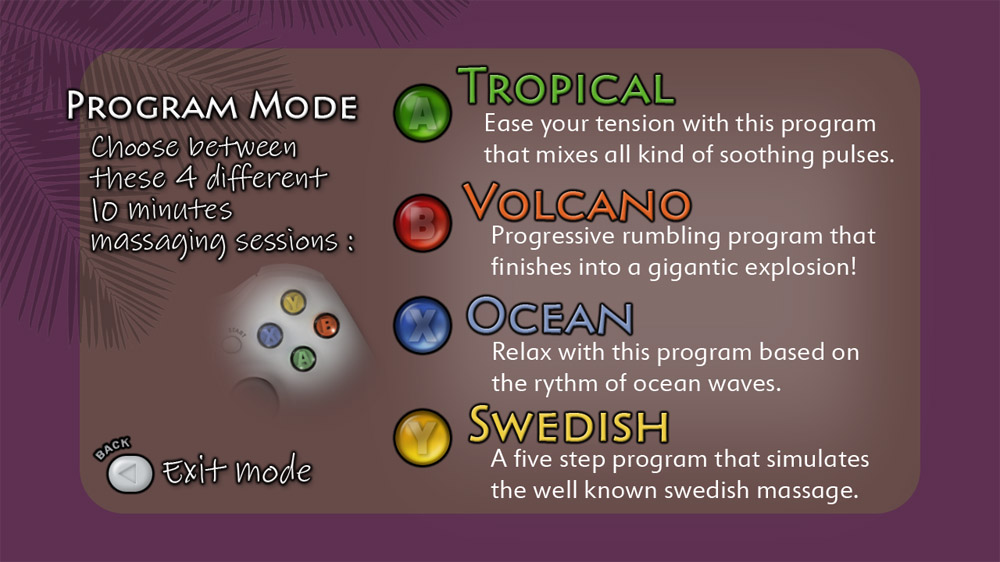 PROGRAM MODE
Choose between
these 4 different
10 minutes
massaging sessions :
START
Y
X
B
A
BACK
Exit mode
A
TROPICAL
Ease your tension with this program
that mixes all kind of soothing pulses.
B
VOLCANO
Progressive rumbling program that
finishes into a gigantic explosion!
X
OCEAN
Relax with this program based on
the rythm of ocean waves.
Y
SWEDISH
A five step program that simulates
the well known swedish massage.